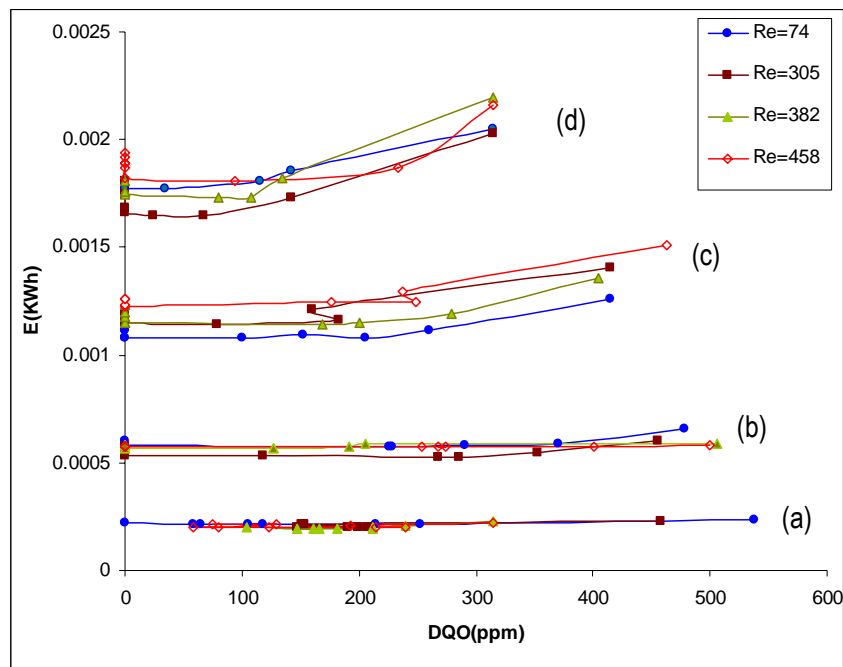 0.0025
0.002
0.0015
0.001
0.0005
0
E(KWh)
0
100
200
300
400
500
600
DQO(ppm)
(d)
(c)
(b)
(a)
Re=74
Re=305
Re=382
Re=458